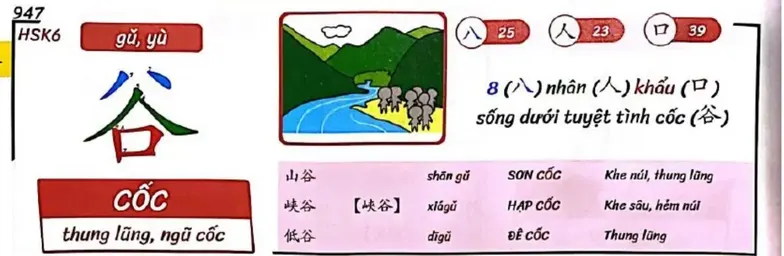 947
HSK6
gǔ, yù
谷
CỐC
thung lũng, ngũ cốc
八 25 人 23 口 39
8 (八) nhân (人) khẩu (口)
sống dưới tuyệt tình cốc (谷)
山谷 shān gǔ SƠN CỐC Khe núi, thung lũng
峡谷 【峽谷】 xiágǔ HẠP CỐC Khe sâu, hẻm núi
低谷 dīgǔ ĐÊ CỐC Thung lũng